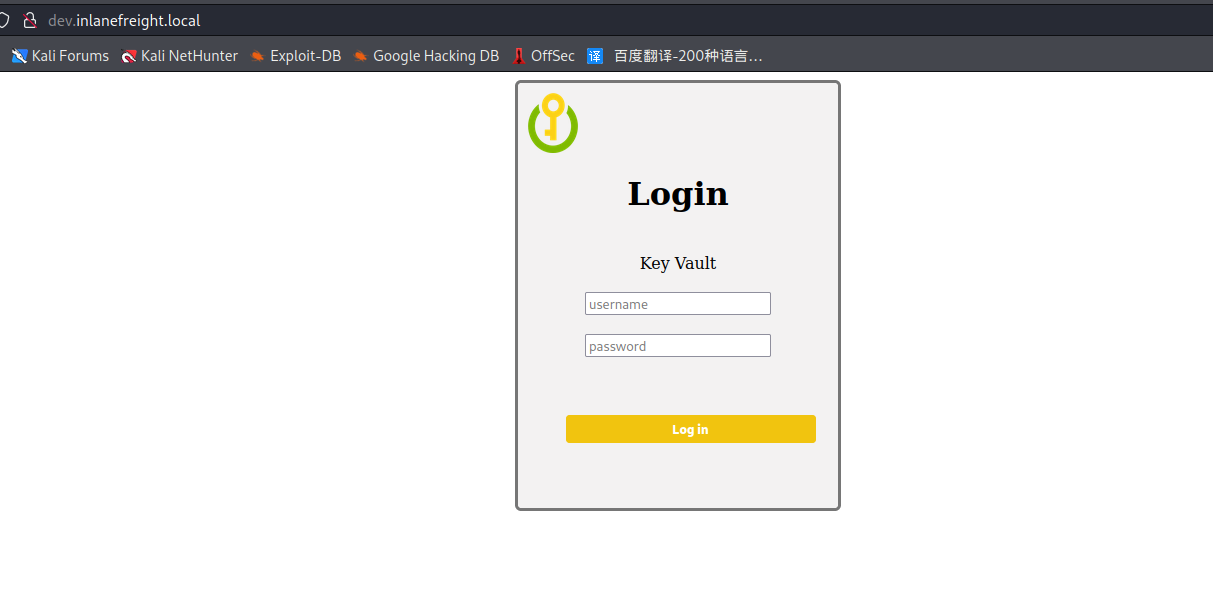 dev.inlanefreight.local
Kali Forums Kali NetHunter Exploit-DB Google Hacking DB OffSec 译 百度翻译-200种语言...
Login
Key Vault
username
password
Log in